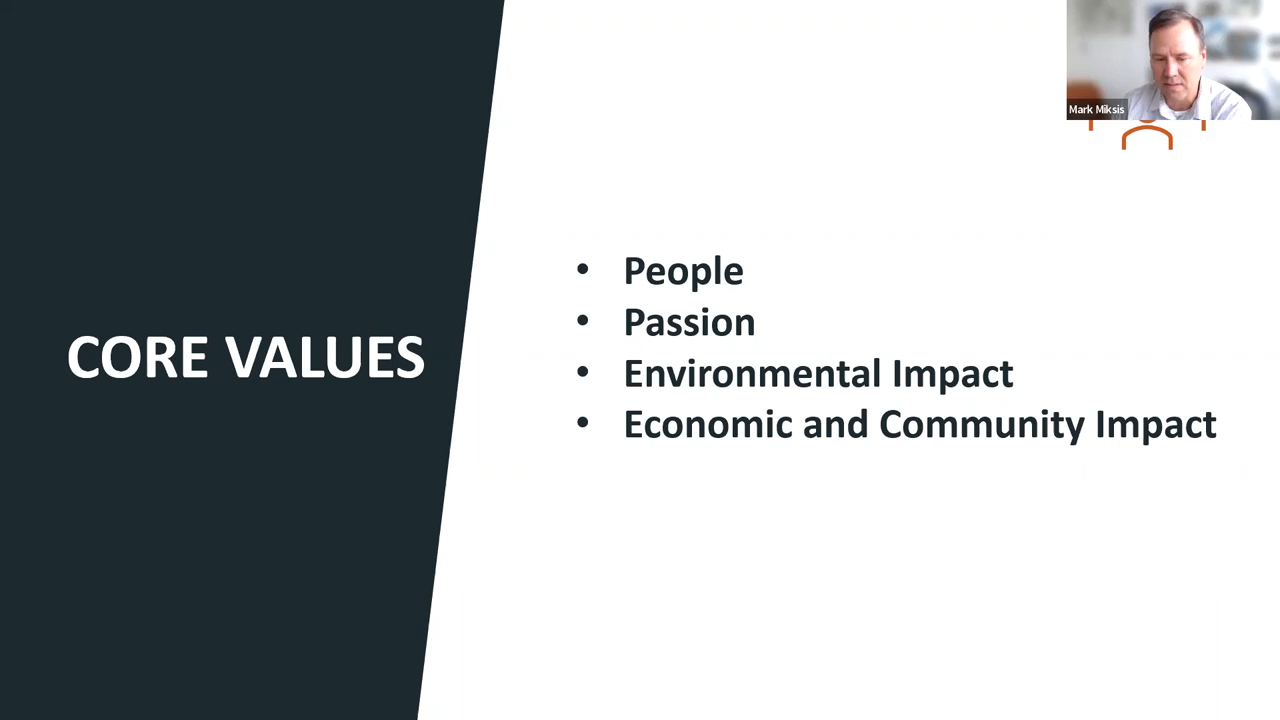 Mark Miksis
CORE VALUES
• People
• Passion
• Environmental Impact
• Economic and Community Impact